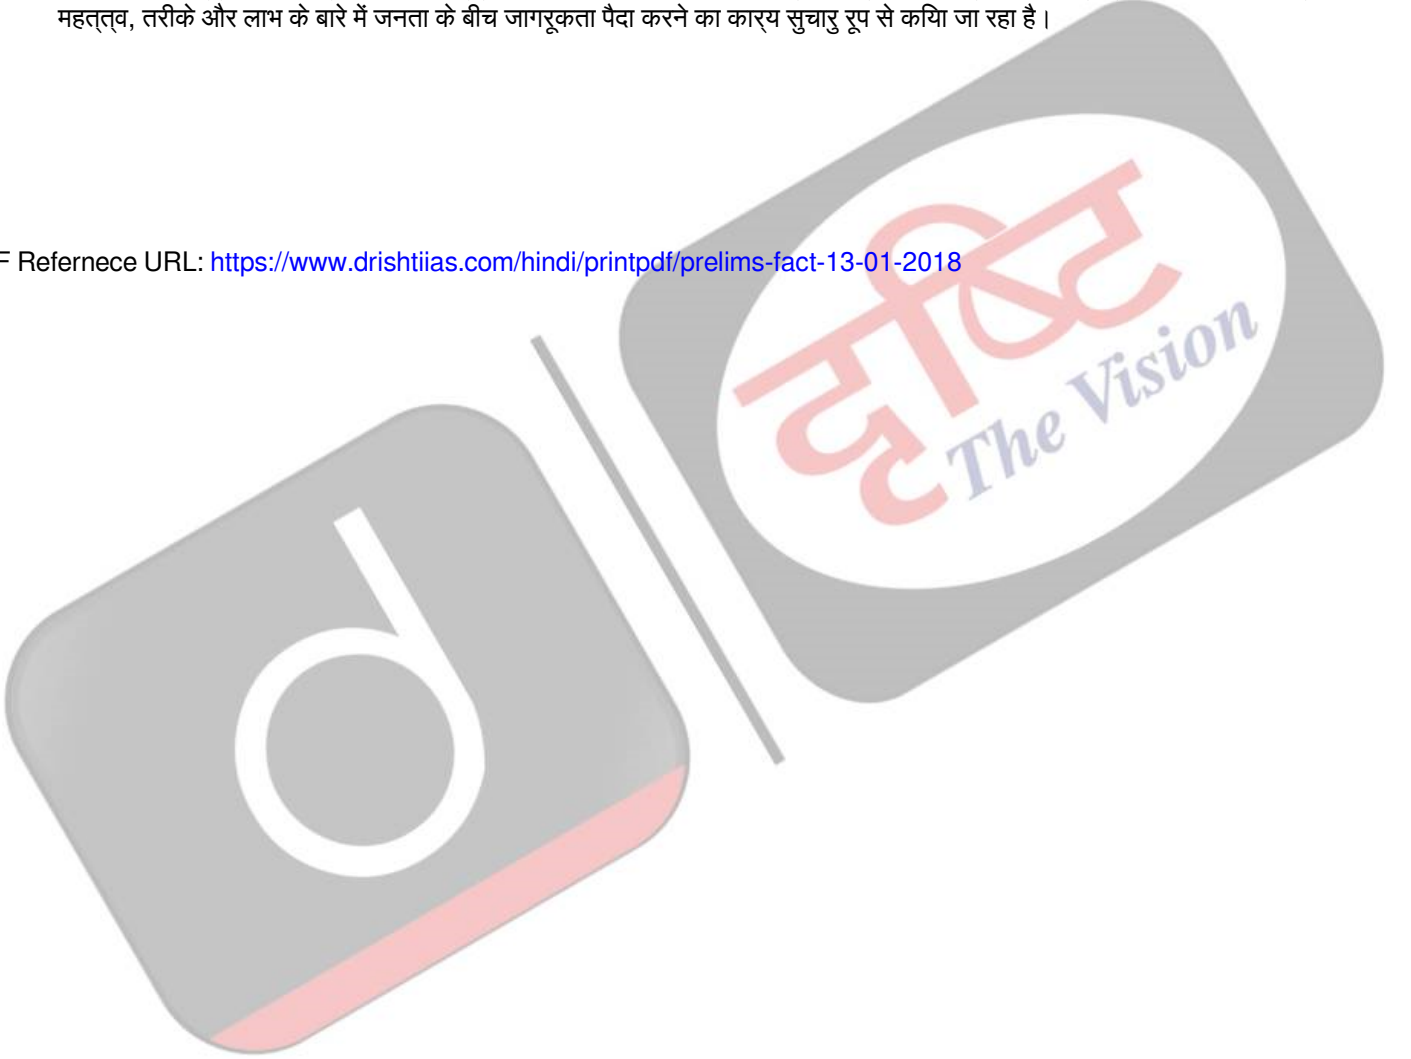 महत्त्व, तरीके और लाभ के बारे में जनता के बीच जागरूकता पैदा करने का कार्य सुचारु रूप से किया जा रहा है।
F Refernece URL: https://www.drishtiias.com/hindi/printpdf/prelims-fact-13-01-2018
दृष्टि
The Vision
d